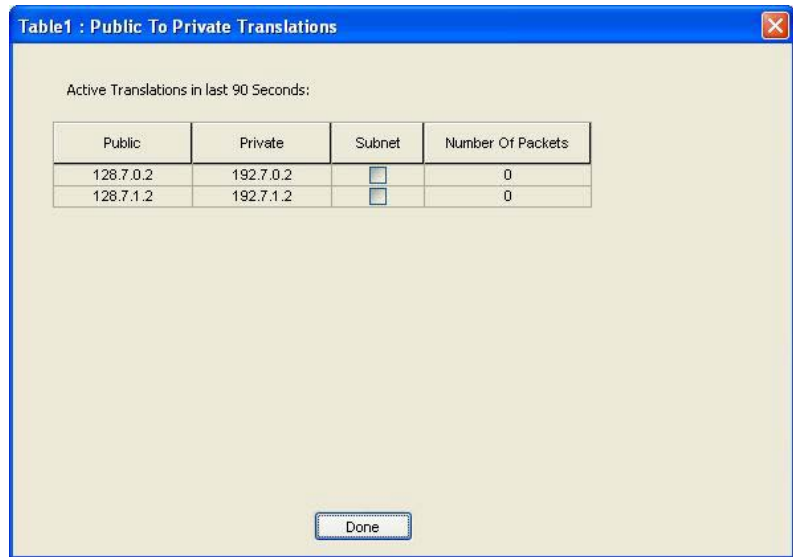 Table1 : Public To Private Translations
Active Translations in last 90 Seconds:
Public Private Subnet Number Of Packets
128.7.0.2 192.7.0.2 0
128.7.1.2 192.7.1.2 0
Done